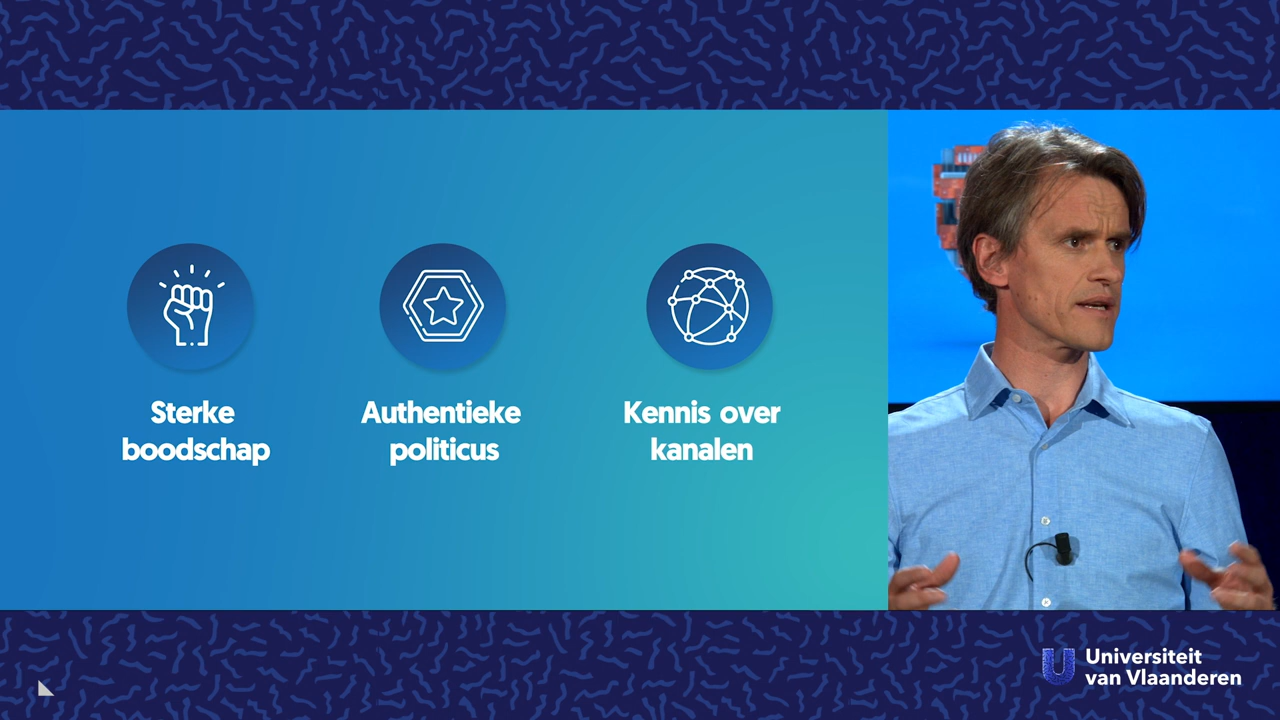 Sterke
boodschap
Authentieke
politicus
Kennis over
kanalen
Universiteit
van Vlaanderen